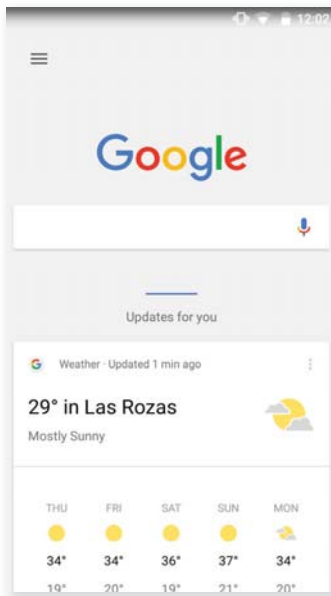 12:02
Google
Updates for you
G Weather · Updated 1 min ago
29° in Las Rozas
Mostly Sunny
THU FRI SAT SUN MON
34° 34° 36° 37° 34°
19° 20° 19° 21° 20°